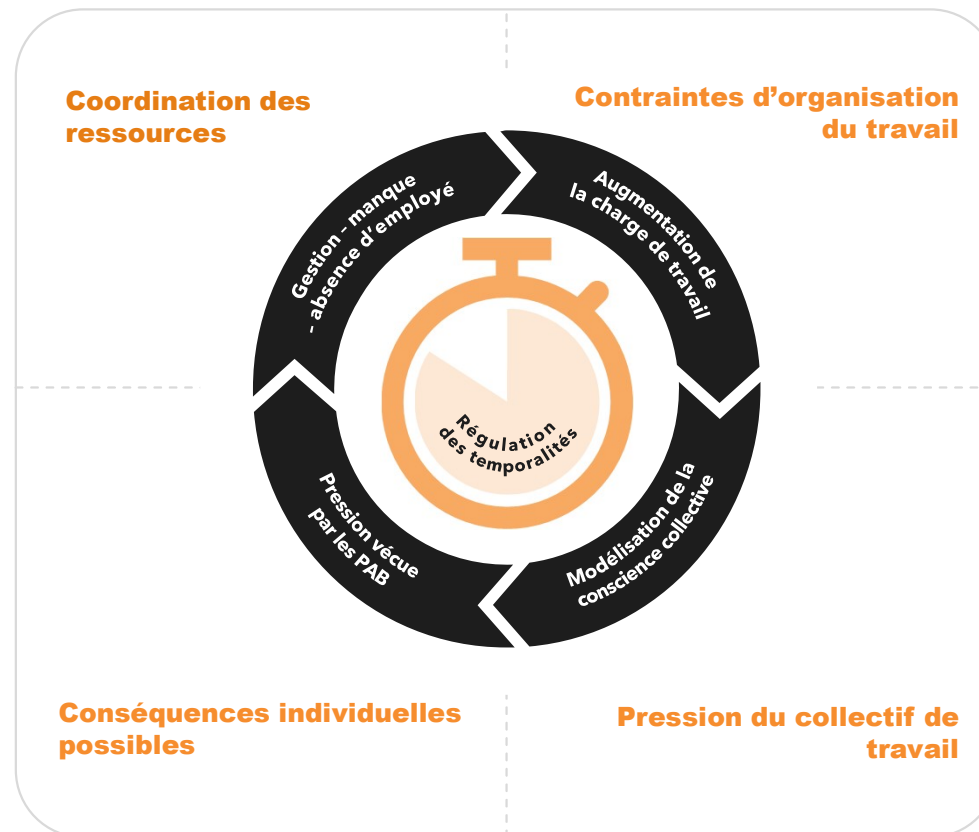 Coordination des
ressources
Contraintes d’organisation
du travail
Gestion – manque
– absence d’employé
Augmentation de
la charge de travail
Régulation
des temporalités
Pression vécue
par les PAB
Modélisation de la
conscience collective
Conséquences individuelles
possibles
Pression du collectif de
travail